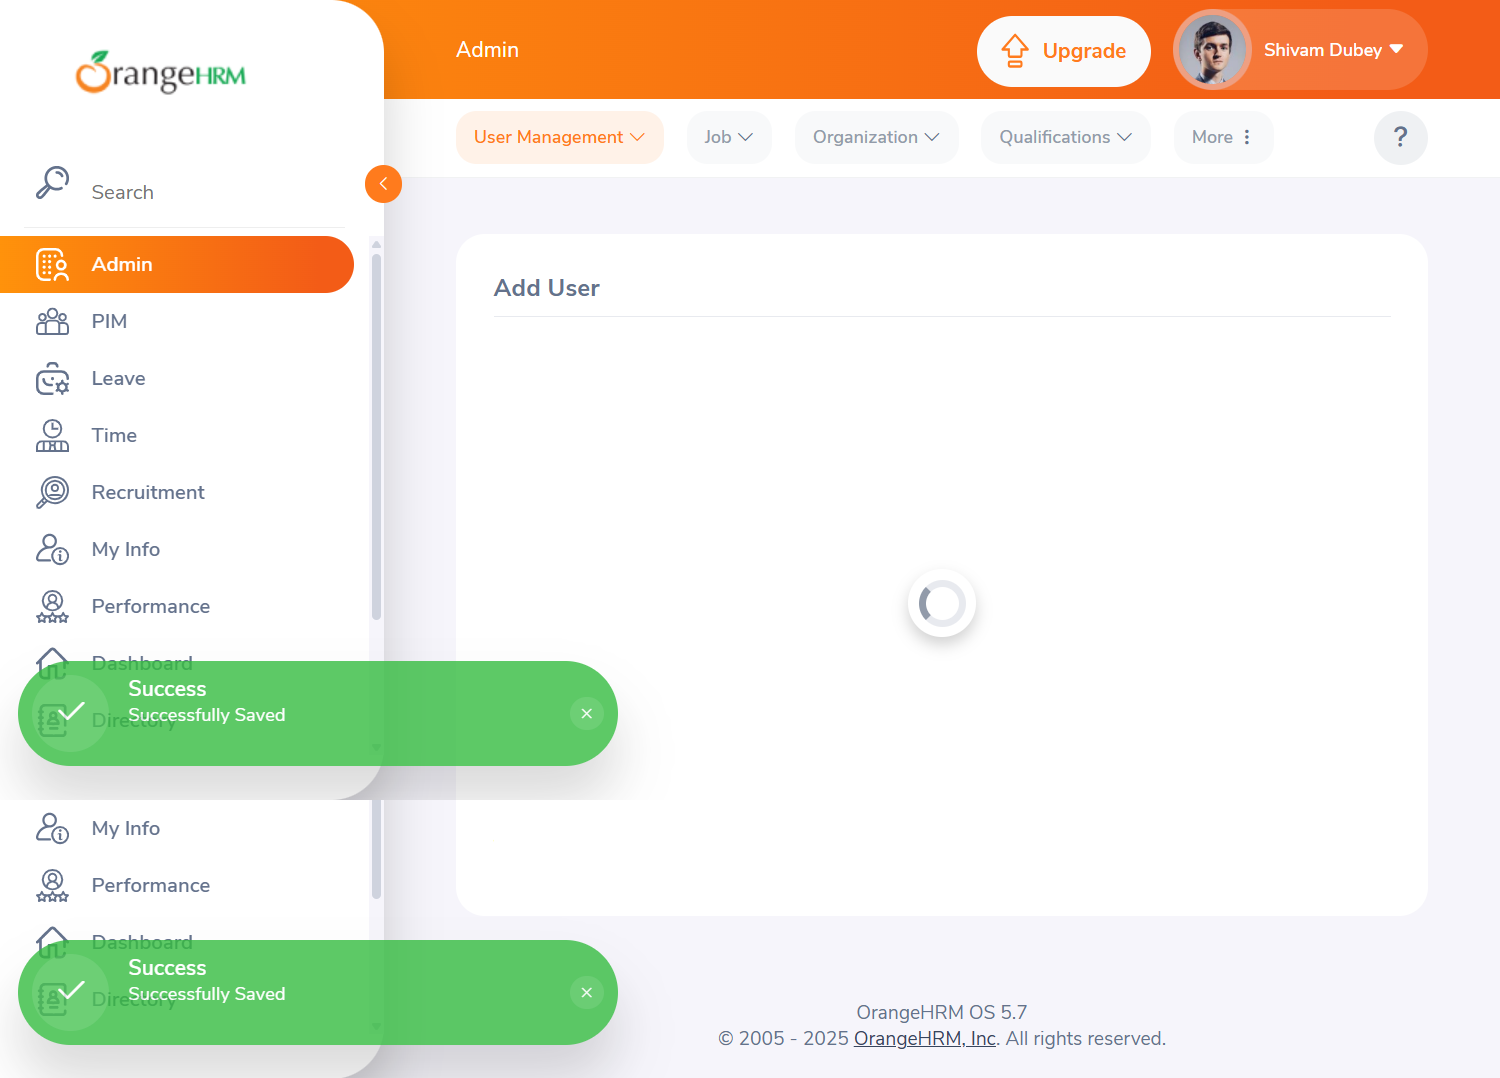 OrangeHRM
Admin
Upgrade
Shivam Dubey
User Management
Job
Organization
Qualifications
More
?
Search
Admin
PIM
Leave
Time
Recruitment
My Info
Performance
Dashboard
Directory
Success
Successfully Saved
Add User
My Info
Performance
Dashboard
Directory
Success
Successfully Saved
OrangeHRM OS 5.7
© 2005 - 2025 OrangeHRM, Inc. All rights reserved.